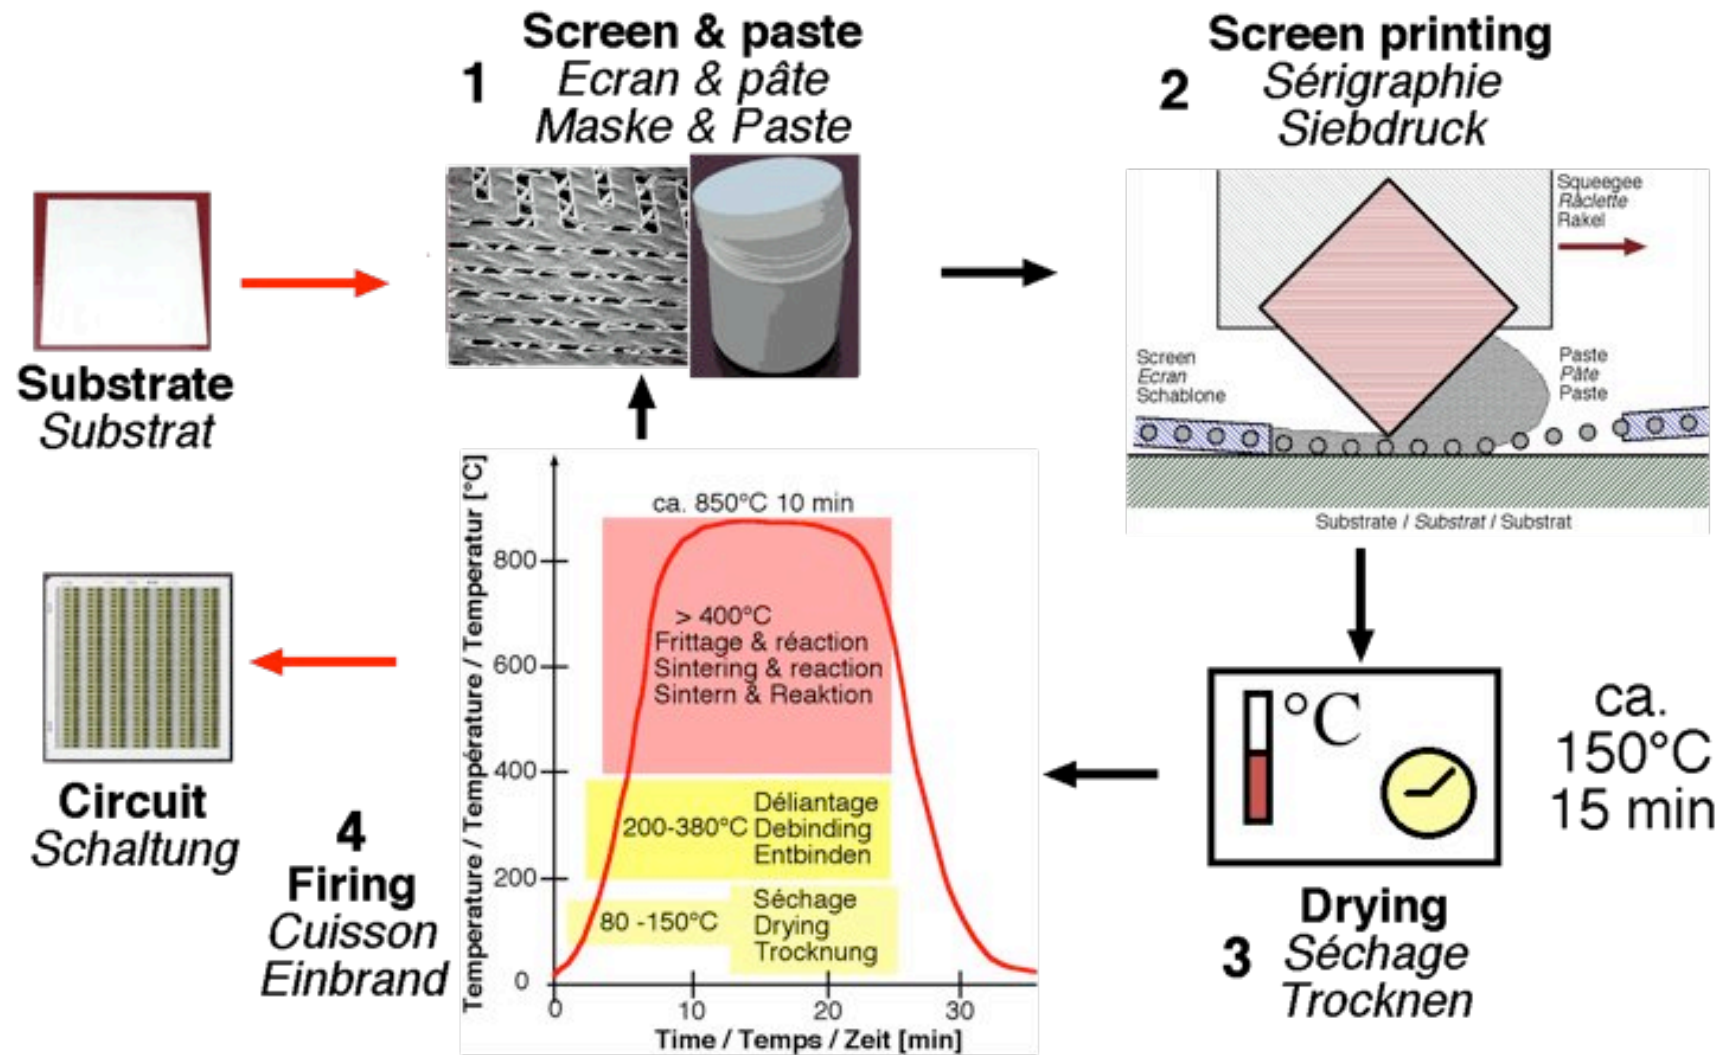 Screen & paste
1
Ecran & pâte
Maske & Paste
Screen printing
2
Sérigraphie
Siebdruck
Squeegee
Râclette
Rakel
Screen
Ecran
Schablone
Paste
Pâte
Paste
Substrate / Substrat / Substrat
Substrate
Substrat
°C
ca.
150°C
15 min
Drying
3
Séchage
Trocknen
4
Firing
Cuisson
Einbrand
Temperature / Température / Temperatur [°C]
ca. 850°C 10 min
800
> 400°C
Frittage & réaction
600
Sintering & reaction
Sintern & Reaktion
400
200-380°C
Déliantage
Debinding
Entbinden
200
80 -150°C
Séchage
Drying
Trocknung
0
0 10 20 30
Time / Temps / Zeit [min]
Circuit
Schaltung